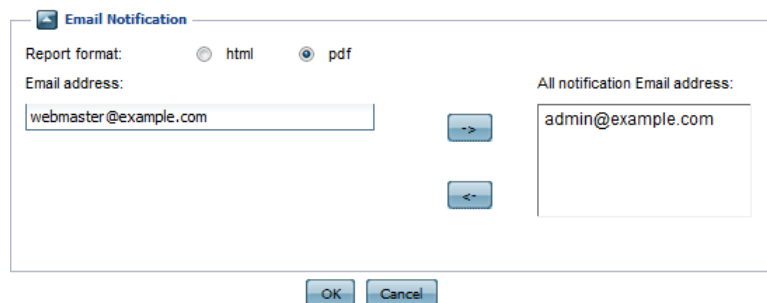 Email Notification
Report format: html pdf
Email address: All notification Email address:
webmaster@example.com
->
admin@example.com
<-
OK Cancel